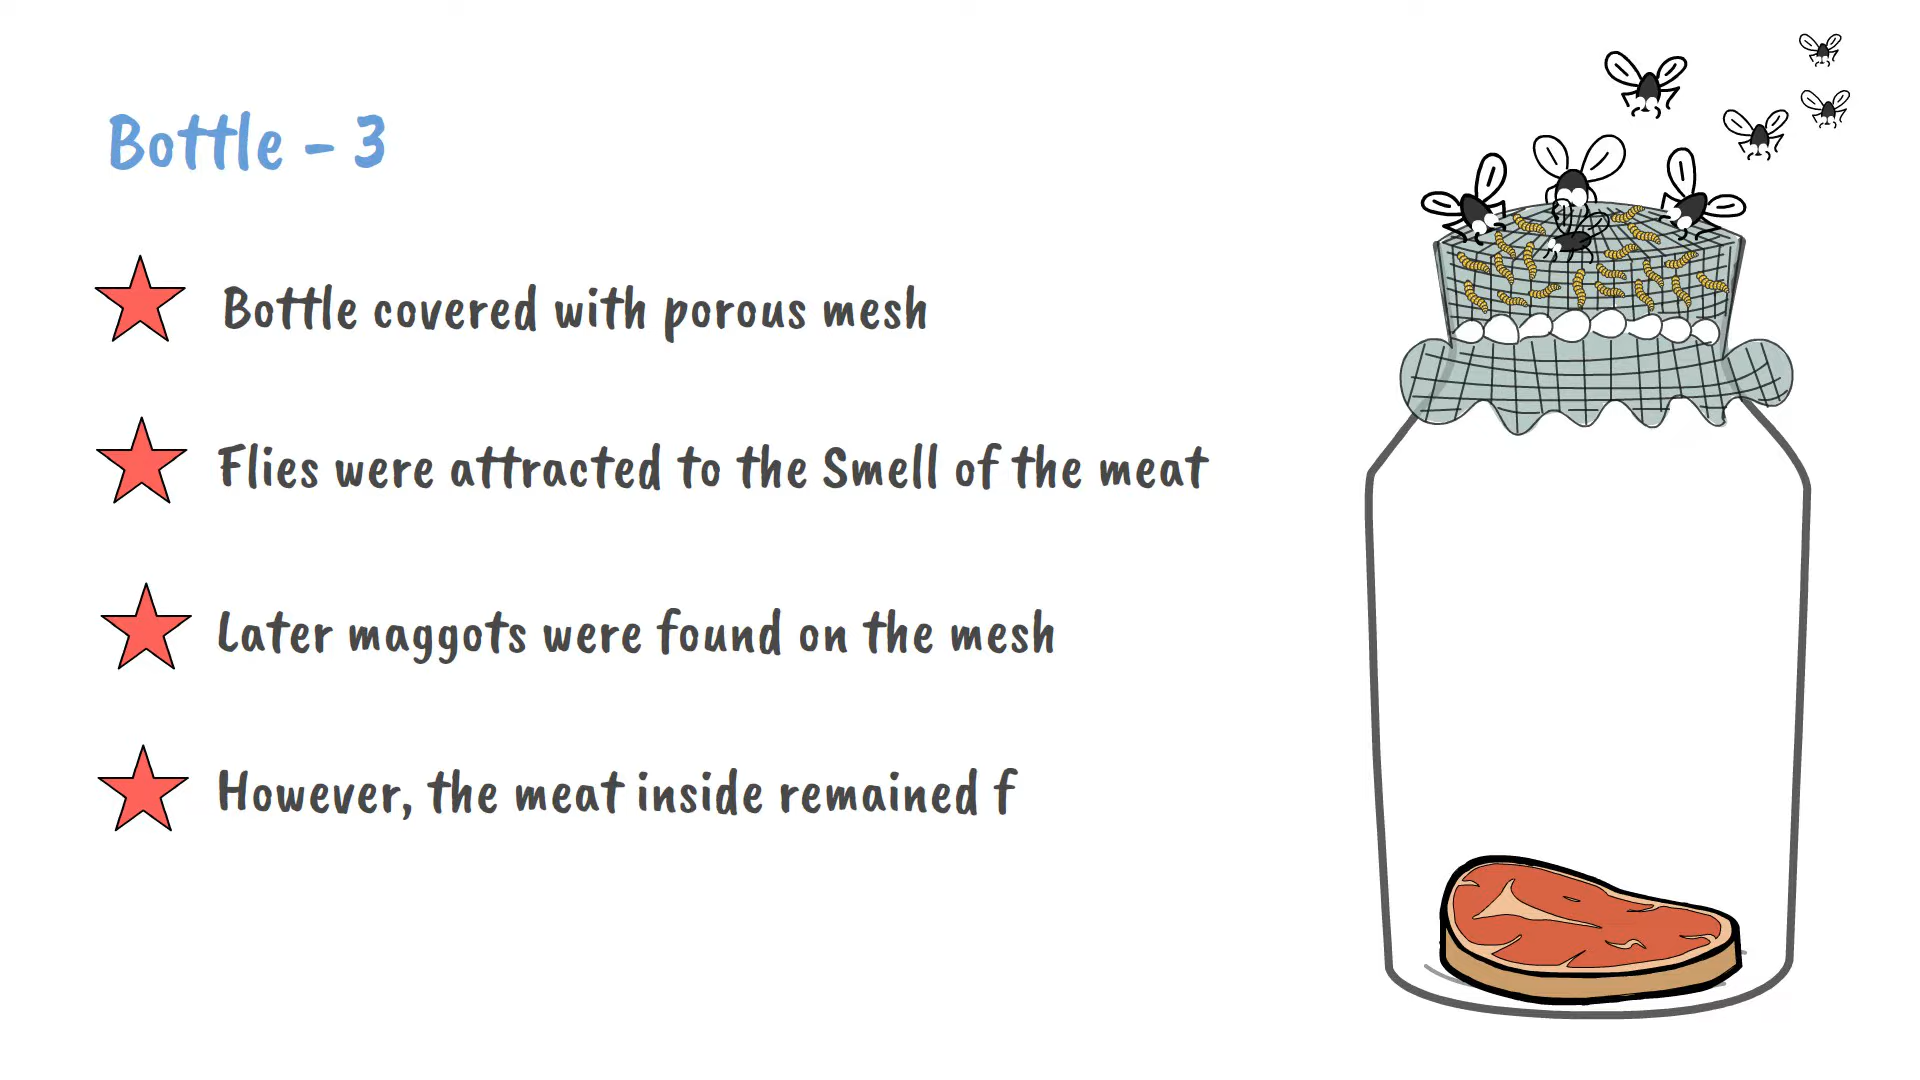 Bottle - 3
Bottle covered with porous mesh
Flies were attracted to the Smell of the meat
Later maggots were found on the mesh
However, the meat inside remained f